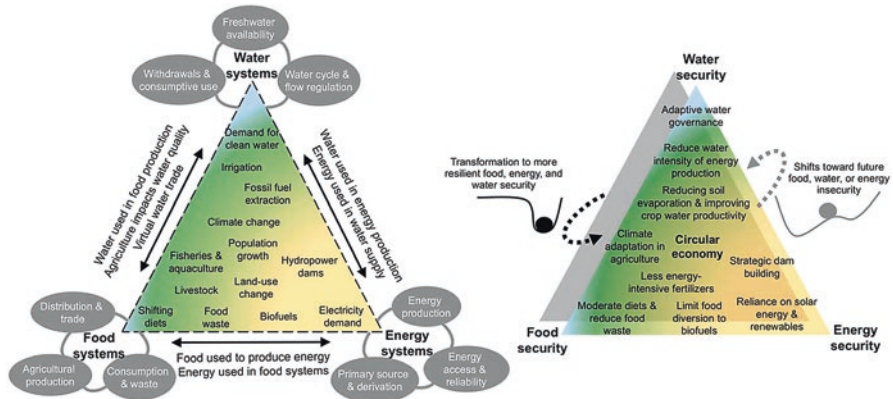 Freshwater
availability
Water
systems
Withdrawals &
consumptive use
Water cycle &
flow regulation
Demand for
clean water
Irrigation
Fossil fuel
extraction
Climate change
Population
growth
Fisheries &
aquaculture
Hydropower
dams
Livestock
Land-use
change
Shifting
diets
Food
waste
Biofuels
Electricity
demand
Water used in food production
Agriculture impacts water quality
Virtual water trade
Water used in energy production
Energy used in water supply
Distribution &
trade
Food
systems
Agricultural
production
Consumption
& waste
Food used to produce energy
Energy used in food systems
Energy
production
Energy
systems
Primary source
& derivation
Energy
access &
reliability
Water
security
Adaptive water
governance
Reduce water
intensity of energy
production
Reducing soil
evaporation & improving
crop water productivity
Climate
adaptation in
agriculture
Circular
economy
Strategic dam
building
Less energy-
intensive fertilizers
Moderate diets &
reduce food
waste
Limit food
diversion to
biofuels
Reliance on solar
energy &
renewables
Food
security
Energy
security
Transformation to more
resilient food, energy, and
water security
Shifts toward future
food, water, or energy
insecurity